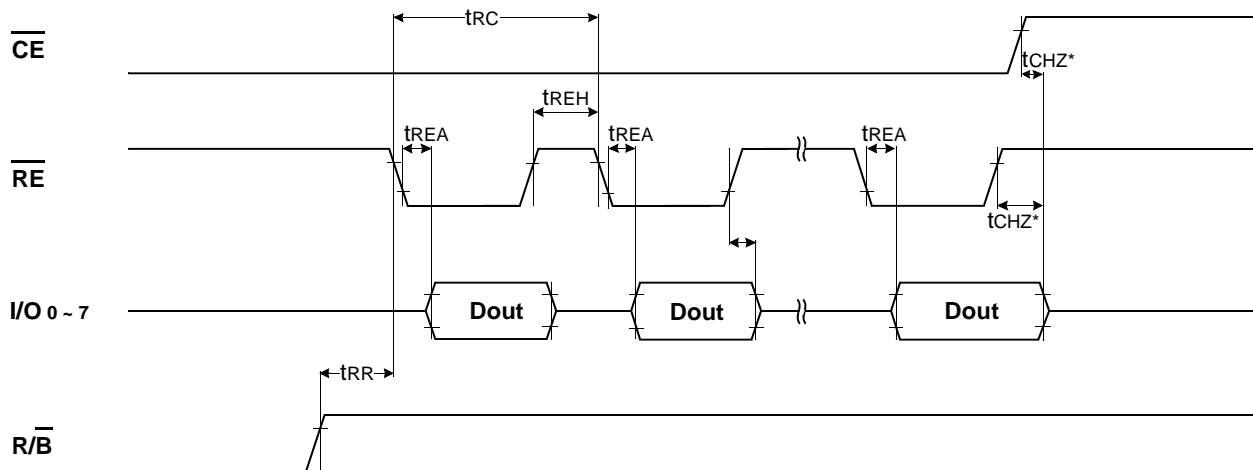 tRC
CE
tCHZ*
tREH
tREA
tREA
tREA
RE
tCHZ*
I/O 0 ~ 7
Dout
Dout
Dout
tRR
R/B